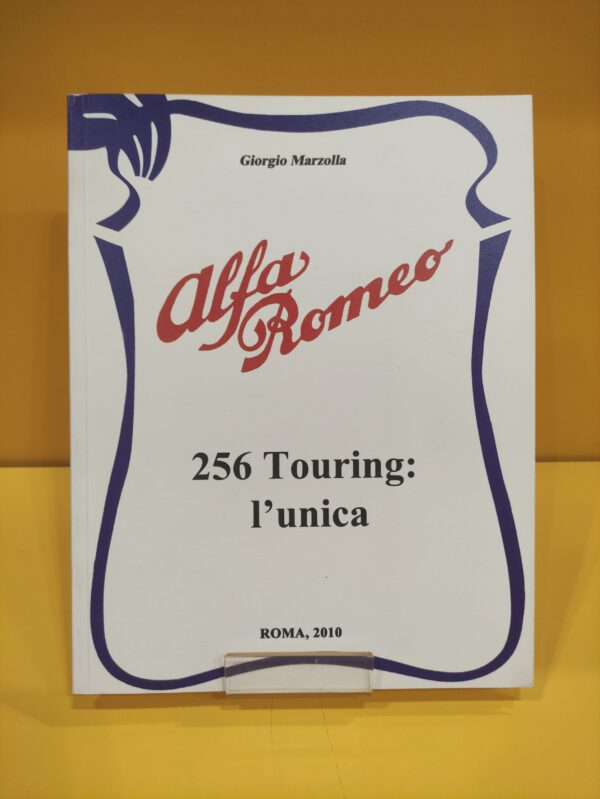 Giorgio Marzolla
Alfa
Romeo
256 Touring:
l’unica
ROMA, 2010